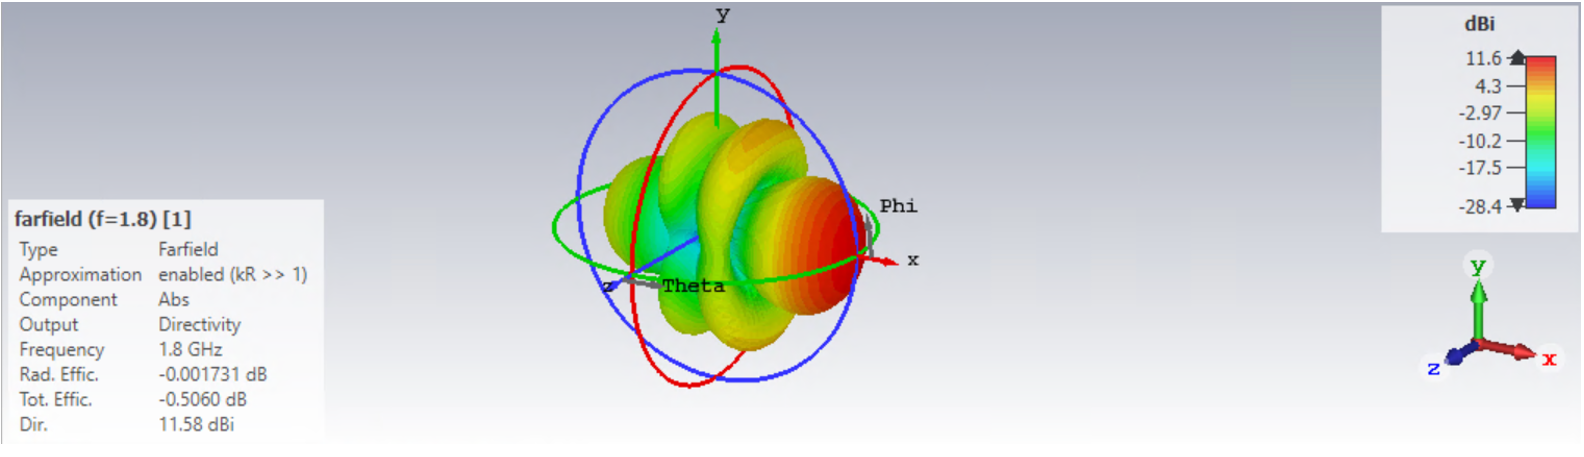 y
dBi
11.6
4.3
-2.97
-10.2
-17.5
-28.4
Phi
x
z
Theta
farfield (f=1.8) [1]
Type Farfield
Approximation enabled (kR >> 1)
Component Abs
Output Directivity
Frequency 1.8 GHz
Rad. Effic. -0.001731 dB
Tot. Effic. -0.5060 dB
Dir. 11.58 dBi
y
z
x